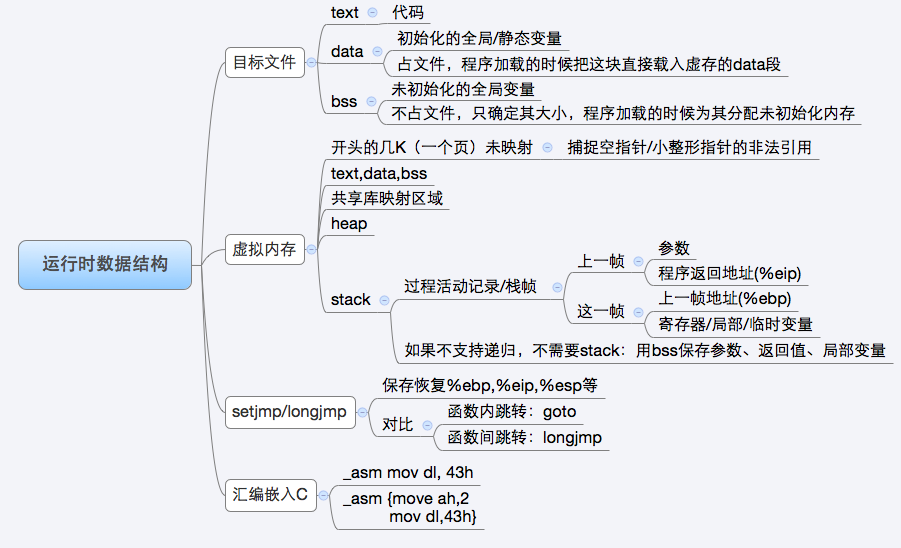 运行时数据结构
目标文件
text
代码
data
初始化的全局/静态变量
占文件，程序加载的时候把这块直接载入虚存的data段
bss
未初始化的全局变量
不占文件，只确定其大小，程序加载的时候为其分配未初始化内存
虚拟内存
开头的几K（一个页）未映射
捕捉空指针/小整形指针的非法引用
text,data,bss
共享库映射区域
heap
stack
过程活动记录/栈帧
上一帧
参数
程序返回地址(%eip)
这一帧
上一帧地址(%ebp)
寄存器/局部/临时变量
如果不支持递归，不需要stack：用bss保存参数、返回值、局部变量
setjmp/longjmp
保存恢复%ebp,%eip,%esp等
对比
函数内跳转：goto
函数间跳转：longjmp
汇编嵌入C
_asm mov dl, 43h
_asm {move ah,2
mov dl,43h}